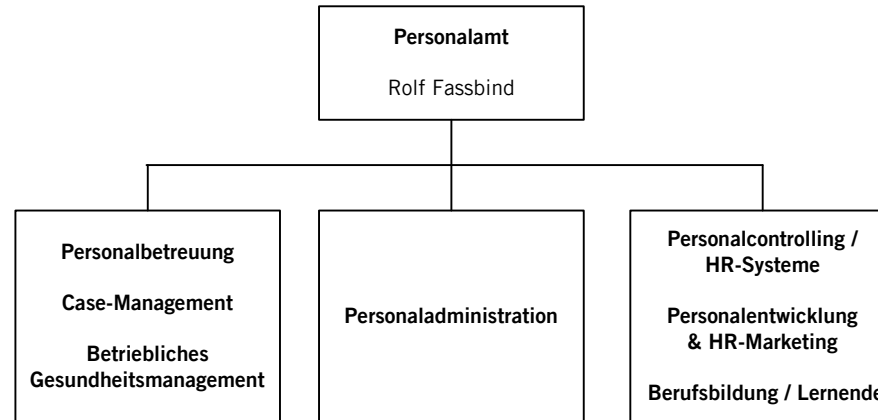 Personalamt
Rolf Fassbind
Personalbetreuung
Case-Management
Betriebliches
Gesundheitsmanagement
Personaladministration
Personalcontrolling /
HR-Systeme
Personalentwicklung
& HR-Marketing
Berufsbildung / Lernende